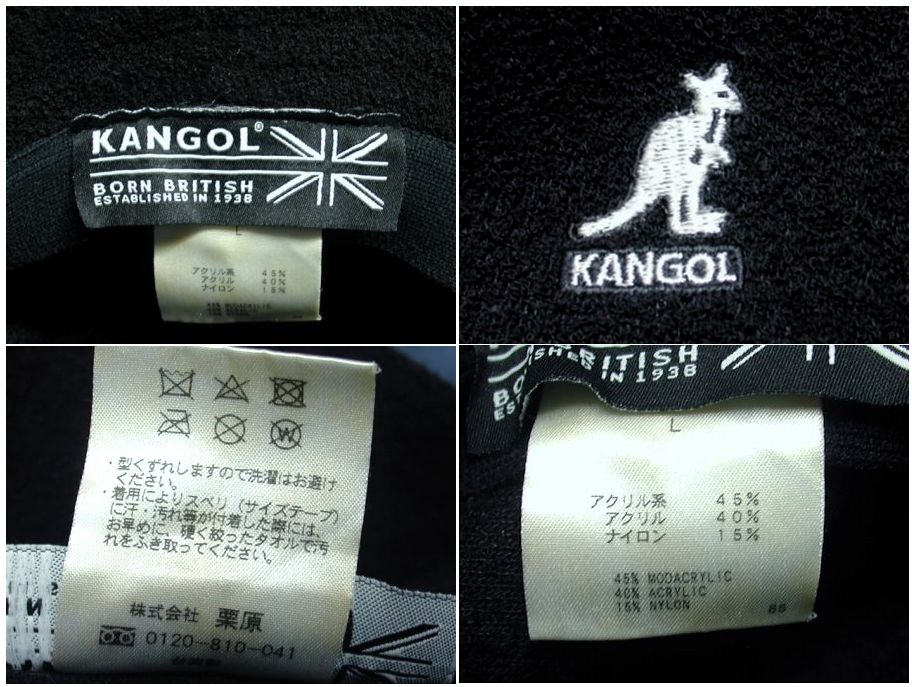 KANGOL®
BORN BRITISH
ESTABLISHED IN 1938
L
アクリル系 45%
アクリル 40%
ナイロン 15%
45% MODACRYLIC
40% ACRYLIC
15% NYLON
KANGOL
W
・型くずれしますので洗濯はお避け
ください。
・着用によりスベリ（サイズテープ）
に汗・汚れ等が付着した際には、
お早めに、硬く絞ったタオルで汚
れをふき取ってください。
株式会社 栗原
0120-810-041
BRITISH
IN 1938
L
アクリル系 45%
アクリル 40%
ナイロン 15%
45% MODACRYLIC
40% ACRYLIC
15% NYLON